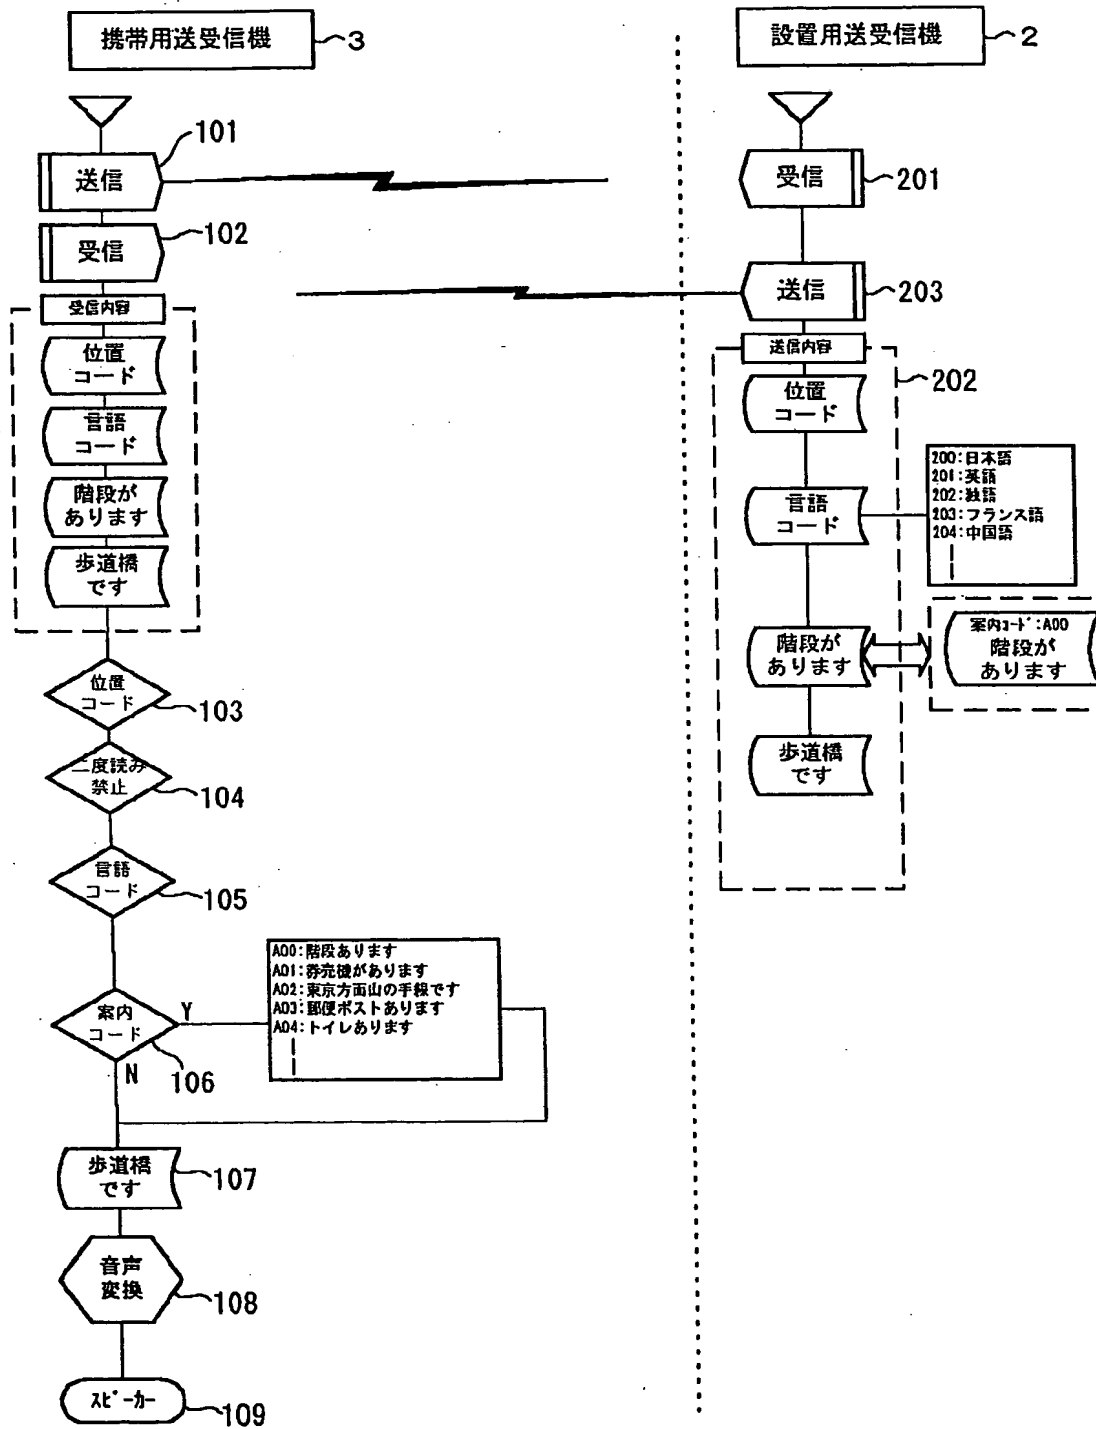 携帯用送受信機
3
送信
101
受信
102
受信内容
位置
コード
言語
コード
階段が
あります
歩道橋
です
位置
コード
103
二度読み
禁止
104
言語
コード
105
案内
コード
Y
N
106
A00:階段あります
A01:券売機があります
A02:東京方面山の手線です
A03:郵便ポストあります
A04:トイレあります
歩道橋
です
107
音声
変換
108
スピーカー
109
設置用送受信機
2
受信
201
送信
203
送信内容
202
位置
コード
言語
コード
200:日本語
201:英語
202:独語
203:フランス語
204:中国語
階段が
あります
案内コード:A00
階段が
あります
歩道橋
です